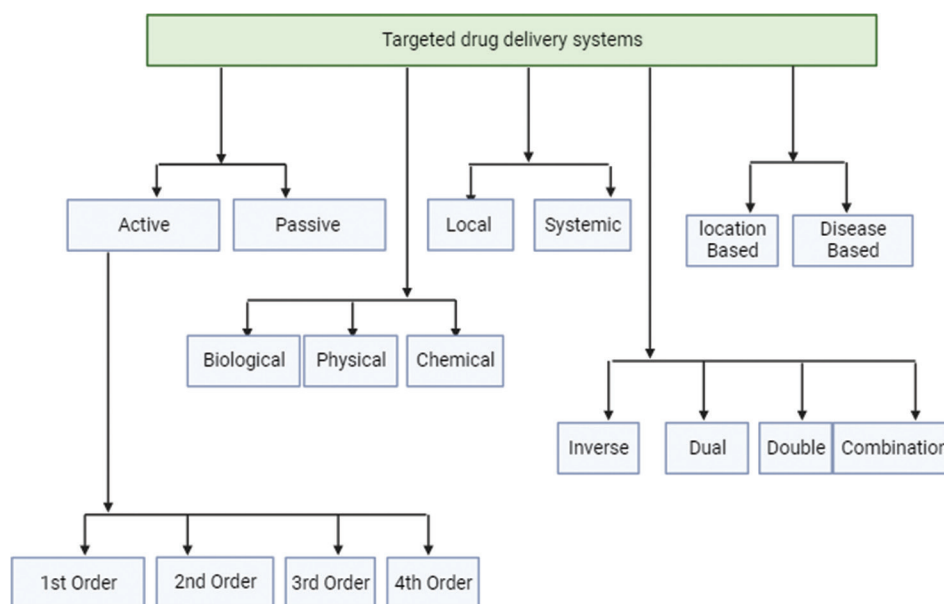 Targeted drug delivery systems
Active
Passive
Local
Systemic
location
Based
Disease
Based
Biological
Physical
Chemical
Inverse
Dual
Double
Combination
1st Order
2nd Order
3rd Order
4th Order